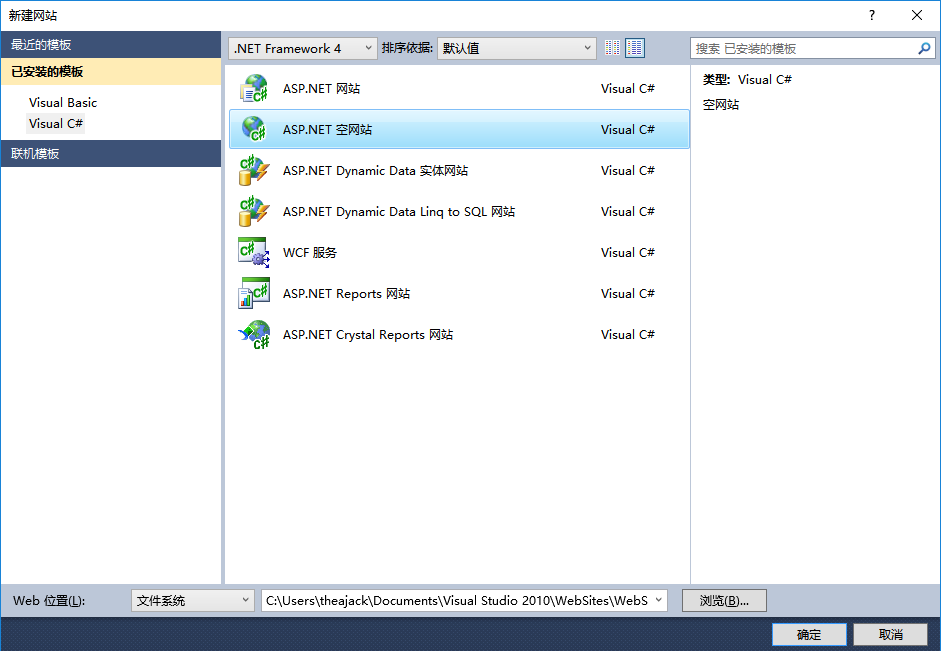 新建网站
?
最近的模板
已安装的模板
Visual Basic
Visual C#
联机模板
.NET Framework 4
排序依据:
默认值
ASP.NET 网站 Visual C#
ASP.NET 空网站 Visual C#
ASP.NET Dynamic Data 实体网站 Visual C#
ASP.NET Dynamic Data Linq to SQL 网站 Visual C#
WCF 服务 Visual C#
ASP.NET Reports 网站 Visual C#
ASP.NET Crystal Reports 网站 Visual C#
搜索 已安装的模板
类型: Visual C#
空网站
Web 位置(L):
文件系统
C:\Users\theajack\Documents\Visual Studio 2010\WebSites\WebS
浏览(B)...
确定
取消